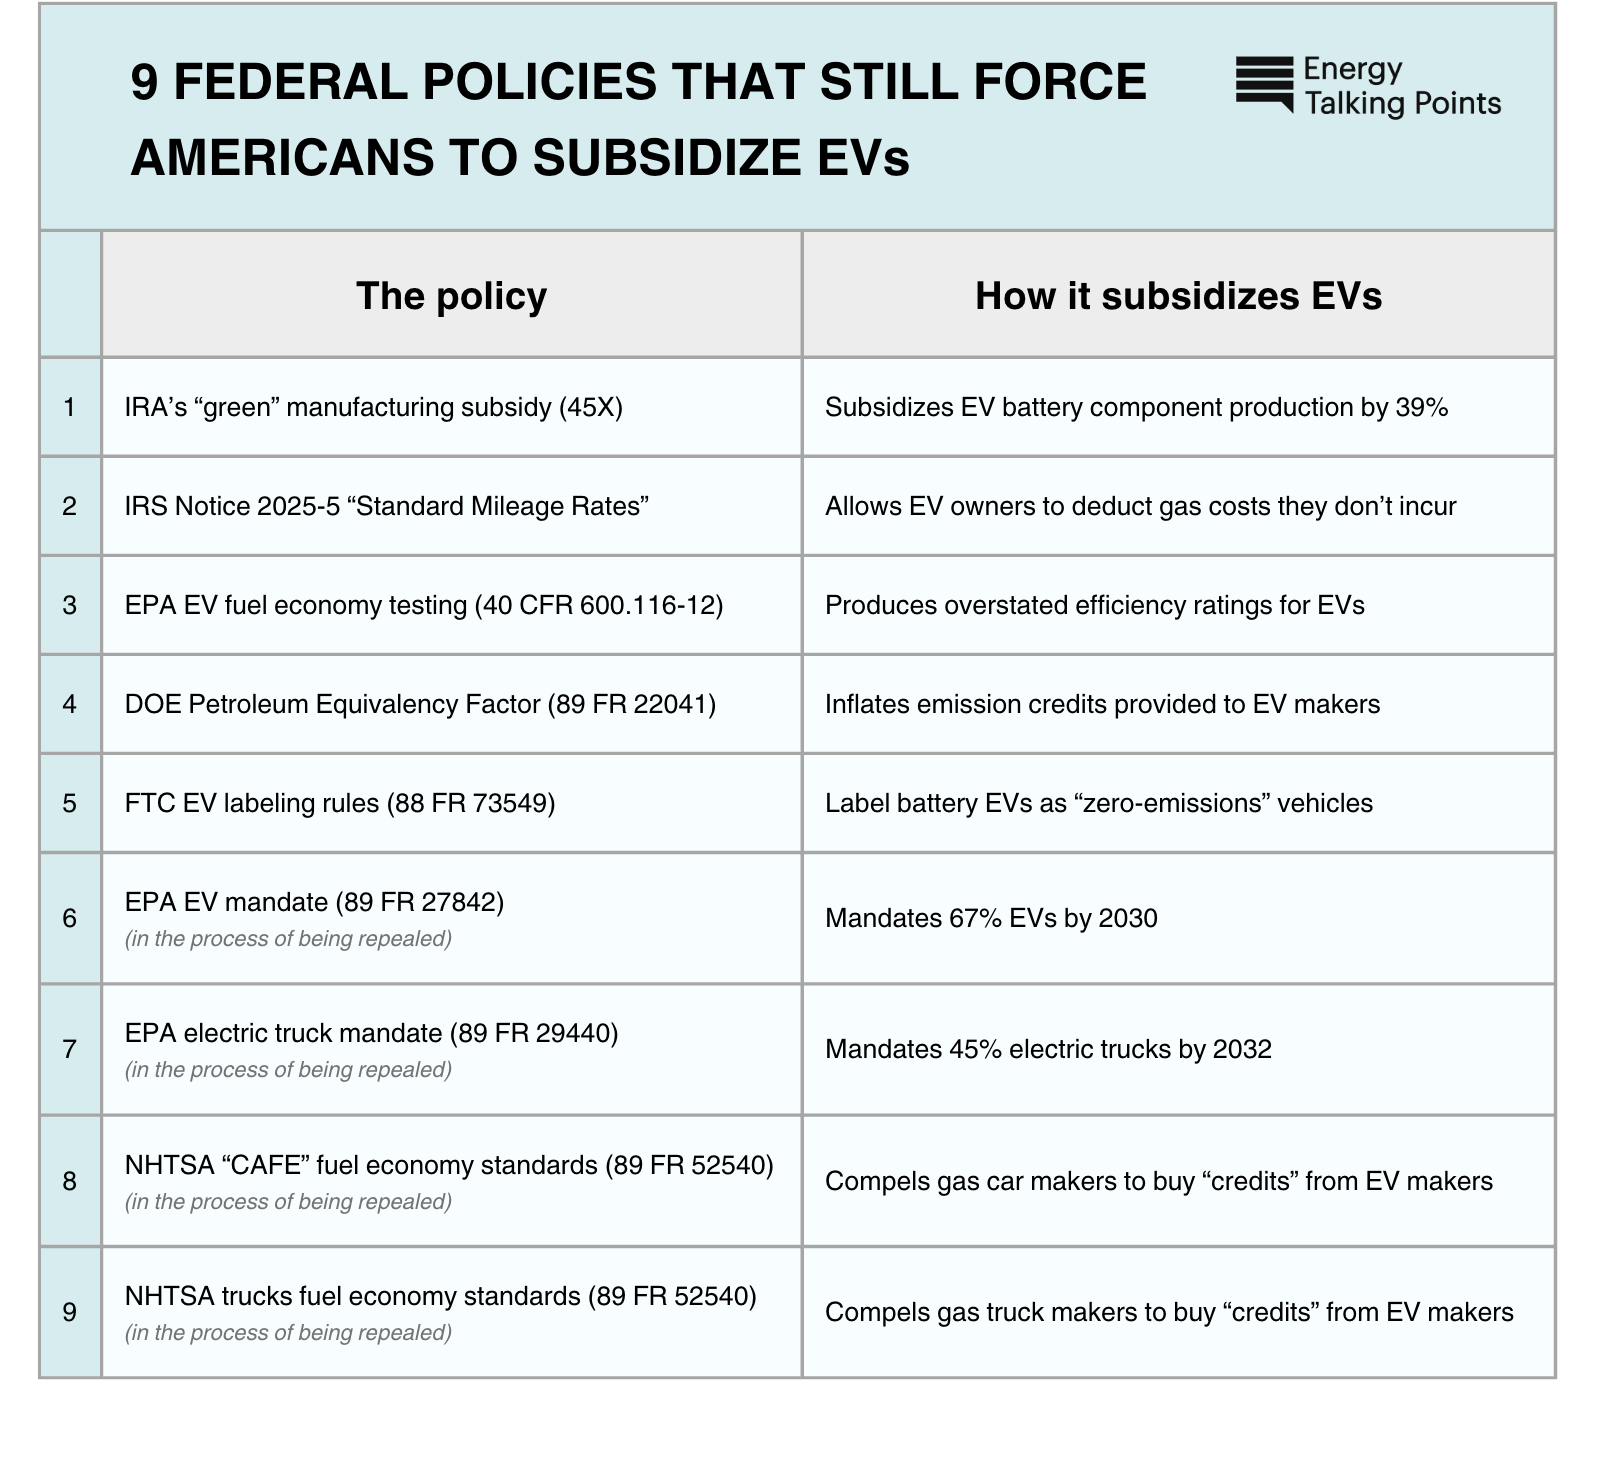 9 FEDERAL POLICIES THAT STILL FORCE
AMERICANS TO SUBSIDIZE EVs
Energy
Talking Points
The policy
How it subsidizes EVs
1
IRA’s “green” manufacturing subsidy (45X)
Subsidizes EV battery component production by 39%
2
IRS Notice 2025-5 “Standard Mileage Rates”
Allows EV owners to deduct gas costs they don’t incur
3
EPA EV fuel economy testing (40 CFR 600.116-12)
Produces overstated efficiency ratings for EVs
4
DOE Petroleum Equivalency Factor (89 FR 22041)
Inflates emission credits provided to EV makers
5
FTC EV labeling rules (88 FR 73549)
Label battery EVs as “zero-emissions” vehicles
6
EPA EV mandate (89 FR 27842)
(in the process of being repealed)
Mandates 67% EVs by 2030
7
EPA electric truck mandate (89 FR 29440)
(in the process of being repealed)
Mandates 45% electric trucks by 2032
8
NHTSA “CAFE” fuel economy standards (89 FR 52540)
(in the process of being repealed)
Compels gas car makers to buy “credits” from EV makers
9
NHTSA trucks fuel economy standards (89 FR 52540)
(in the process of being repealed)
Compels gas truck makers to buy “credits” from EV makers